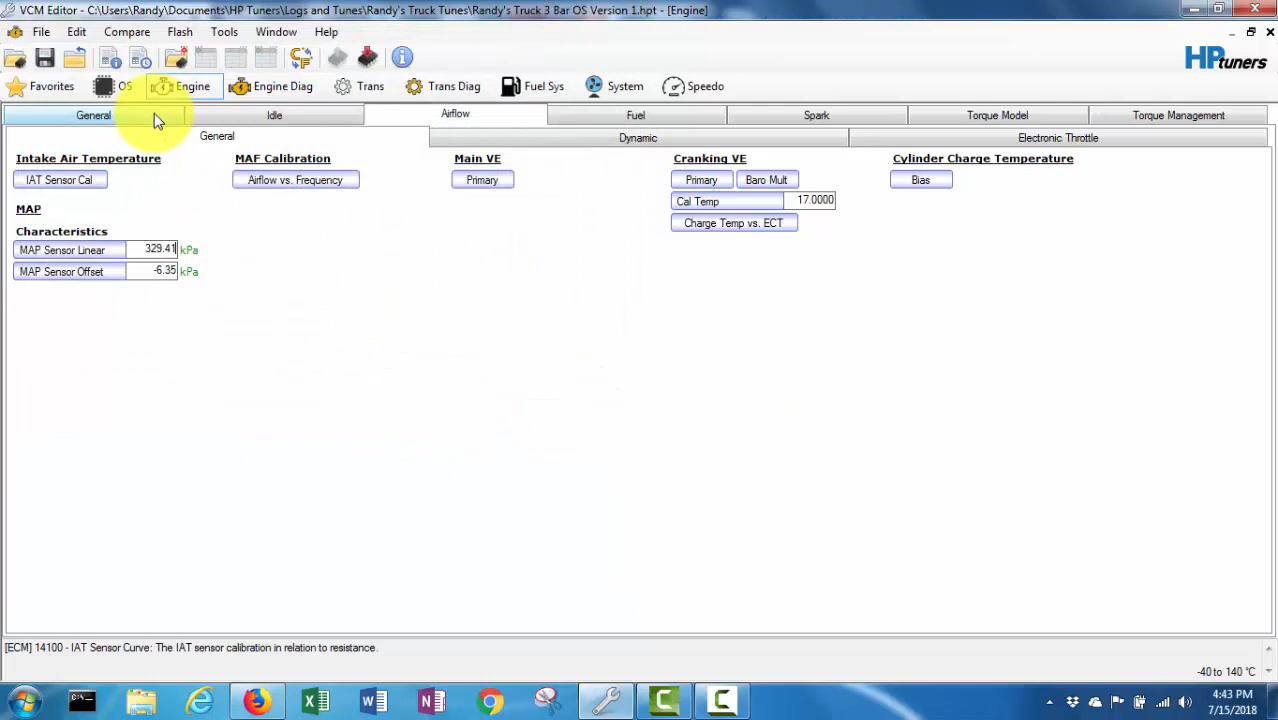 VCM Editor - C:\Users\Randy\Documents\HP Tuners\Logs and Tunes\Randy's Truck Tunes\Randy's Truck 3 Bar OS Version 1.hpt - [Engine]
File Edit Compare Flash Tools Window Help
HPtuners
Favorites OS Engine Engine Diag Trans Trans Diag Fuel Sys System Speedo
General Idle Airflow Fuel Spark Torque Model Torque Management
General Dynamic Electronic Throttle
Intake Air Temperature MAF Calibration Main VE Cranking VE Cylinder Charge Temperature
IAT Sensor Cal Airflow vs. Frequency Primary Primary Baro Mult Bias
Cal Temp 17.0000
MAP
Charge Temp vs. ECT
Characteristics
MAP Sensor Linear 329.41 kPa
MAP Sensor Offset -6.35 kPa
[ECM] 14100 - IAT Sensor Curve: The IAT sensor calibration in relation to resistance.
-40 to 140 °C
4:43 PM
7/15/2018